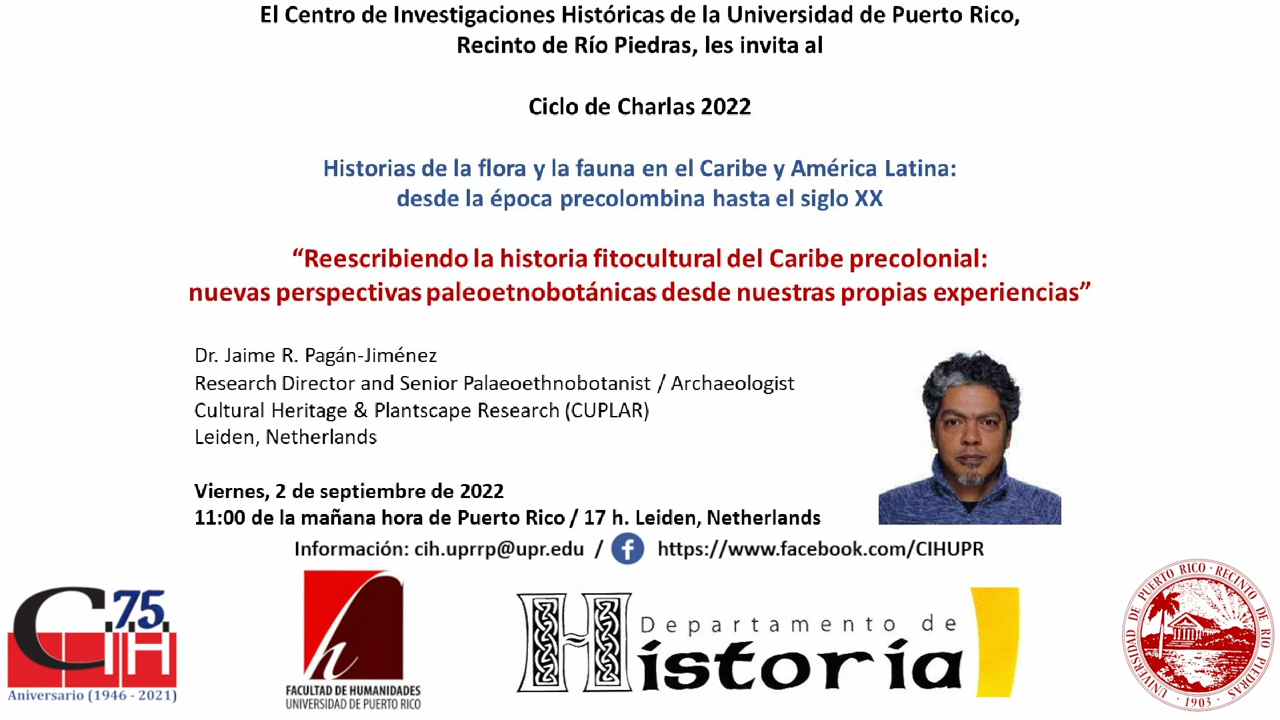 El Centro de Investigaciones Históricas de la Universidad de Puerto Rico,
Recinto de Río Piedras, les invita al
Ciclo de Charlas 2022
Historias de la flora y la fauna en el Caribe y América Latina:
desde la época precolombina hasta el siglo XX
“Reescribiendo la historia fitocultural del Caribe precolonial:
nuevas perspectivas paleoetnobotánicas desde nuestras propias experiencias”
Dr. Jaime R. Pagán-Jiménez
Research Director and Senior Palaeoethnobotanist / Archaeologist
Cultural Heritage & Plantscape Research (CUPLAR)
Leiden, Netherlands
Viernes, 2 de septiembre de 2022
11:00 de la mañana hora de Puerto Rico / 17 h. Leiden, Netherlands
Información: cih.uprrp@upr.edu / f https://www.facebook.com/CIHUPR
CIH 75
Aniversario (1946 - 2021)
h
FACULTAD DE HUMANIDADES
UNIVERSIDAD DE PUERTO RICO
Departamento de
Historia
UNIVERSIDAD DE PUERTO RICO · RECINTO DE RÍO PIEDRAS
· 1903 ·